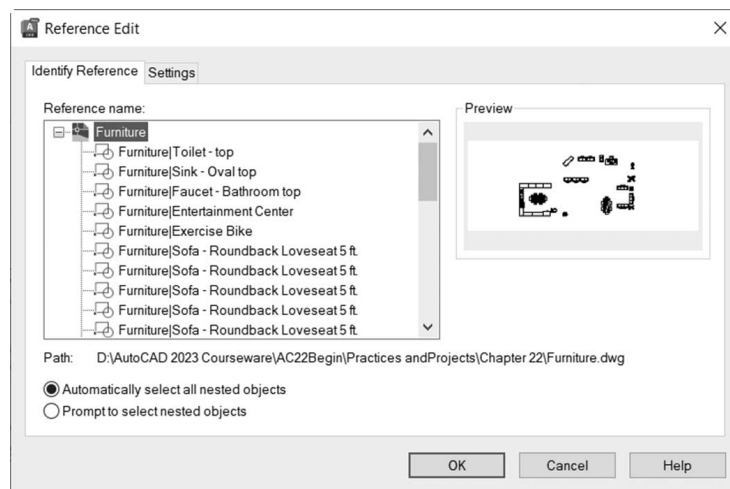 Reference Edit
Identify Reference
Settings
Reference name:
Furniture
Furniture|Toilet - top
Furniture|Sink - Oval top
Furniture|Faucet - Bathroom top
Furniture|Entertainment Center
Furniture|Exercise Bike
Furniture|Sofa - Roundback Loveseat 5 ft.
Furniture|Sofa - Roundback Loveseat 5 ft.
Furniture|Sofa - Roundback Loveseat 5 ft.
Furniture|Sofa - Roundback Loveseat 5 ft.
Furniture|Sofa - Roundback Loveseat 5 ft.
Preview
Path: D:\AutoCAD 2023 Courseware\AC22Begin\Practices andProjects\Chapter 22\Furniture.dwg
Automatically select all nested objects
Prompt to select nested objects
OK
Cancel
Help